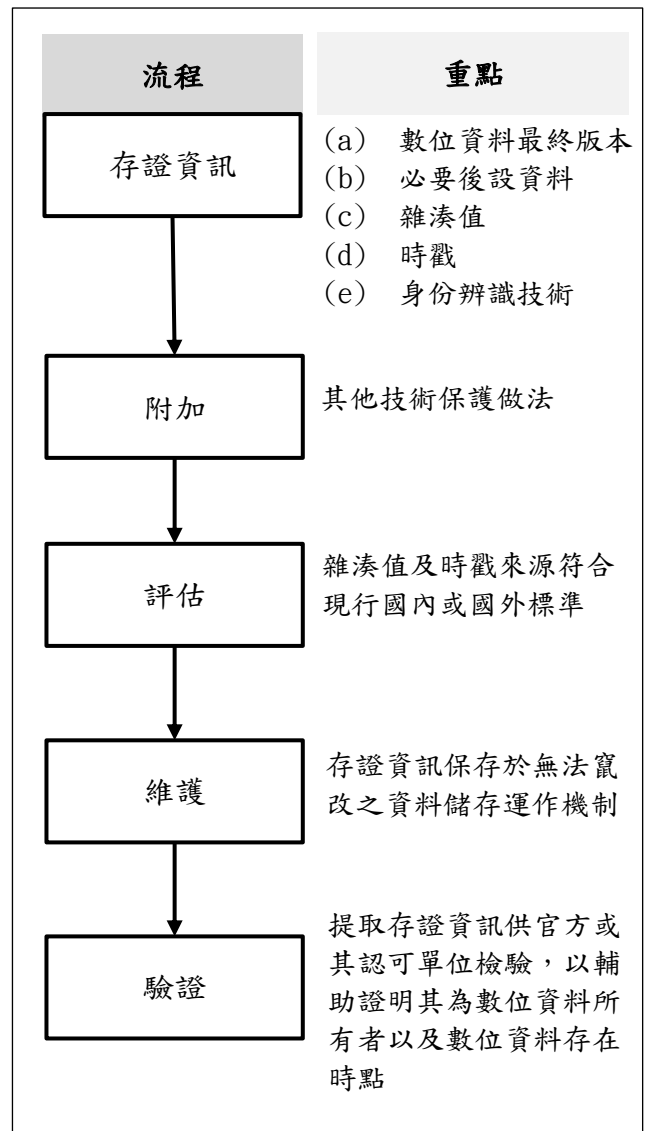 流程
重點
存證資訊
(a) 數位資料最終版本
(b) 必要後設資料
(c) 雜湊值
(d) 時戳
(e) 身份辨識技術
附加
其他技術保護做法
評估
雜湊值及時戳來源符合
現行國內或國外標準
維護
存證資訊保存於無法竄
改之資料儲存運作機制
驗證
提取存證資訊供官方或
其認可單位檢驗，以輔
助證明其為數位資料所
有者以及數位資料存在
時點